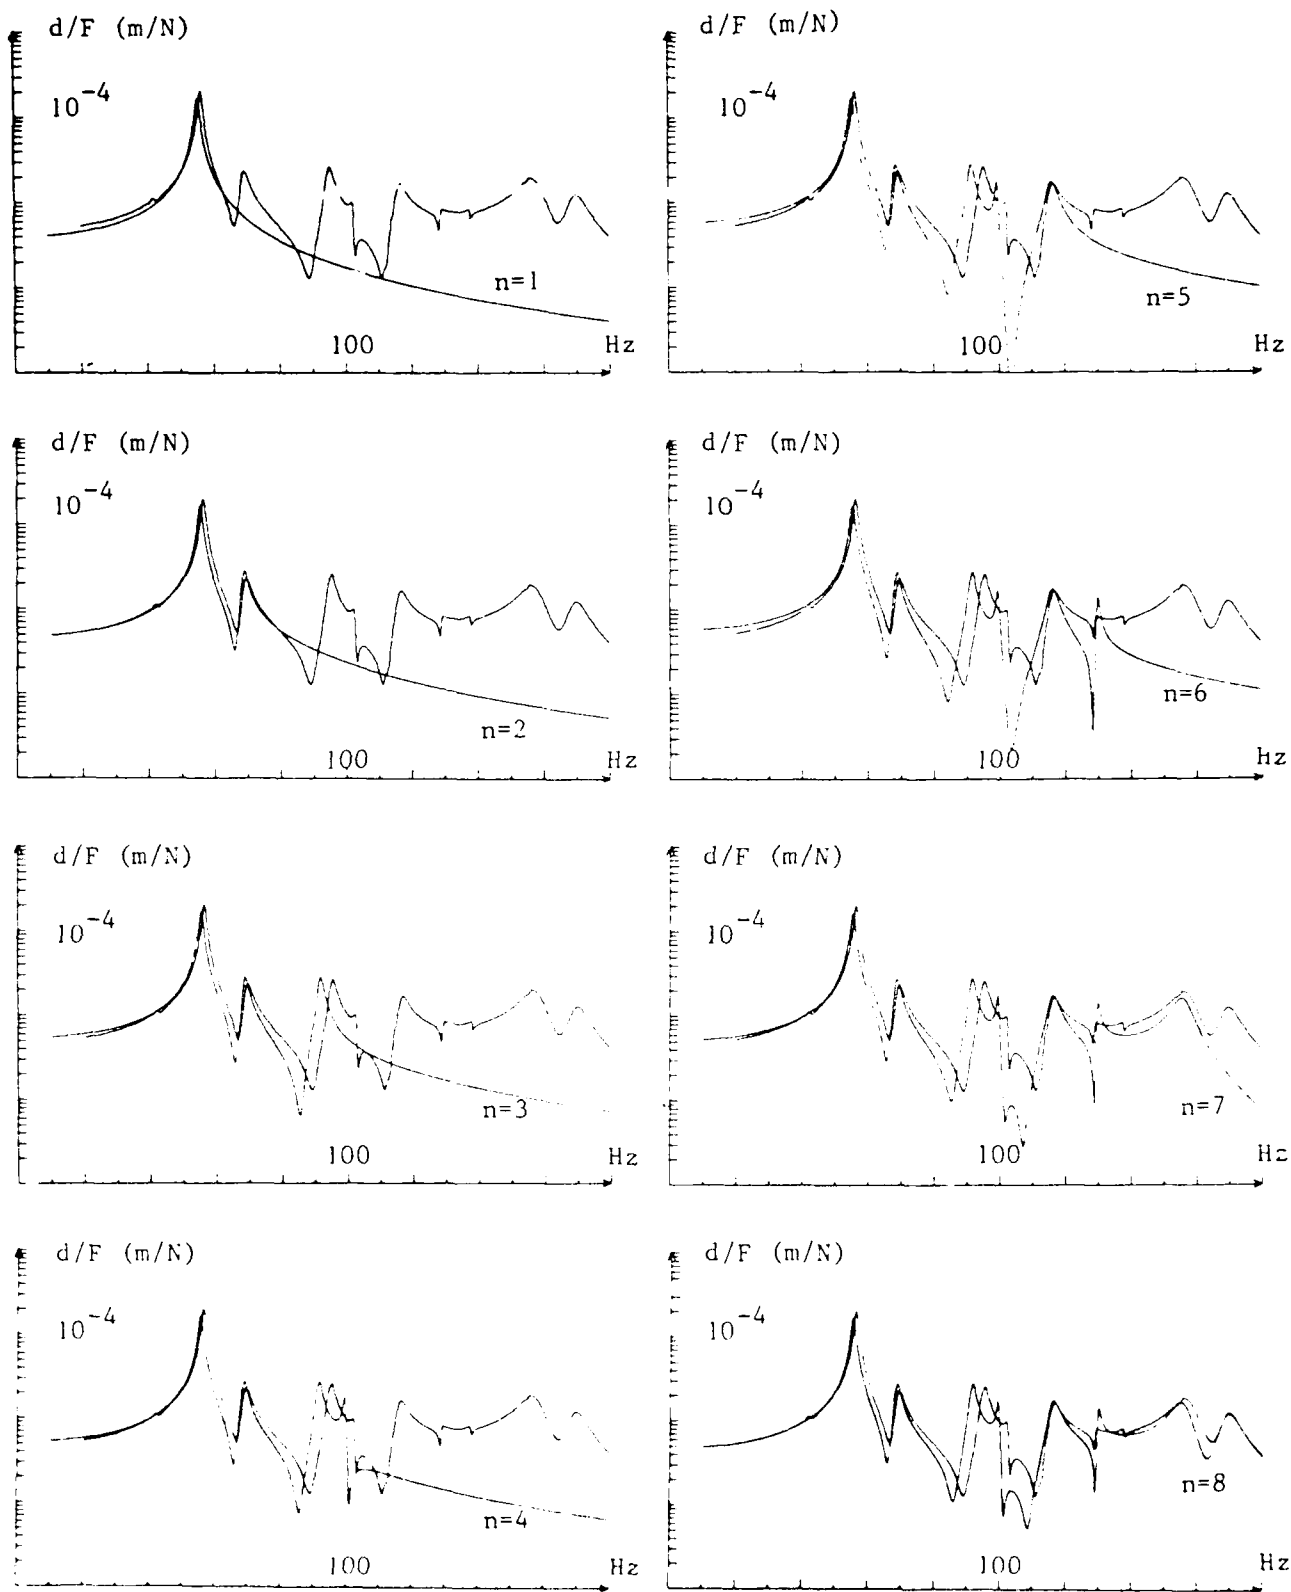 d/F (m/N)
10-4
n=1
100
Hz
d/F (m/N)
10-4
n=2
100
Hz
d/F (m/N)
10-4
n=3
100
Hz
d/F (m/N)
10-4
n=4
100
Hz
d/F (m/N)
10-4
n=5
100
Hz
d/F (m/N)
10-4
n=6
100
Hz
d/F (m/N)
10-4
n=7
100
Hz
d/F (m/N)
10-4
n=8
100
Hz